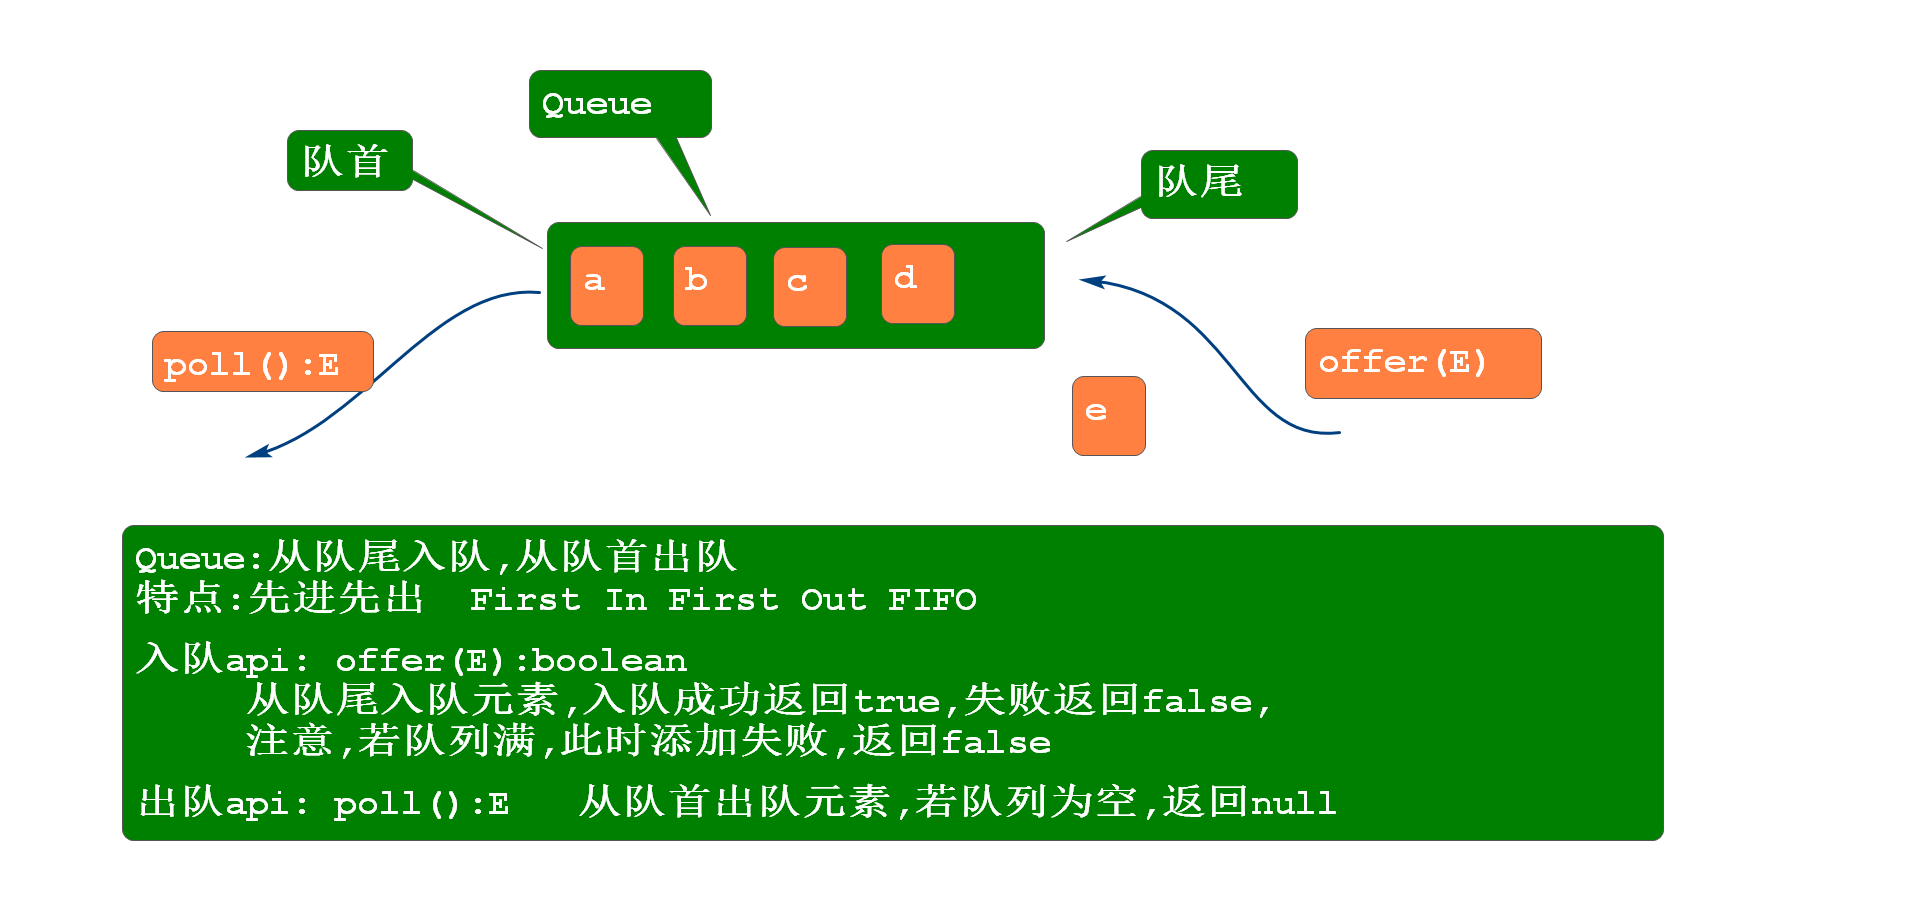 Queue
队首
队尾
a
b
c
d
poll():E
offer(E)
e
Queue:从队尾入队,从队首出队
特点:先进先出  First In First Out FIFO
入队api: offer(E):boolean
从队尾入队元素,入队成功返回true,失败返回false,
注意,若队列满,此时添加失败,返回false
出队api: poll():E   从队首出队元素,若队列为空,返回null